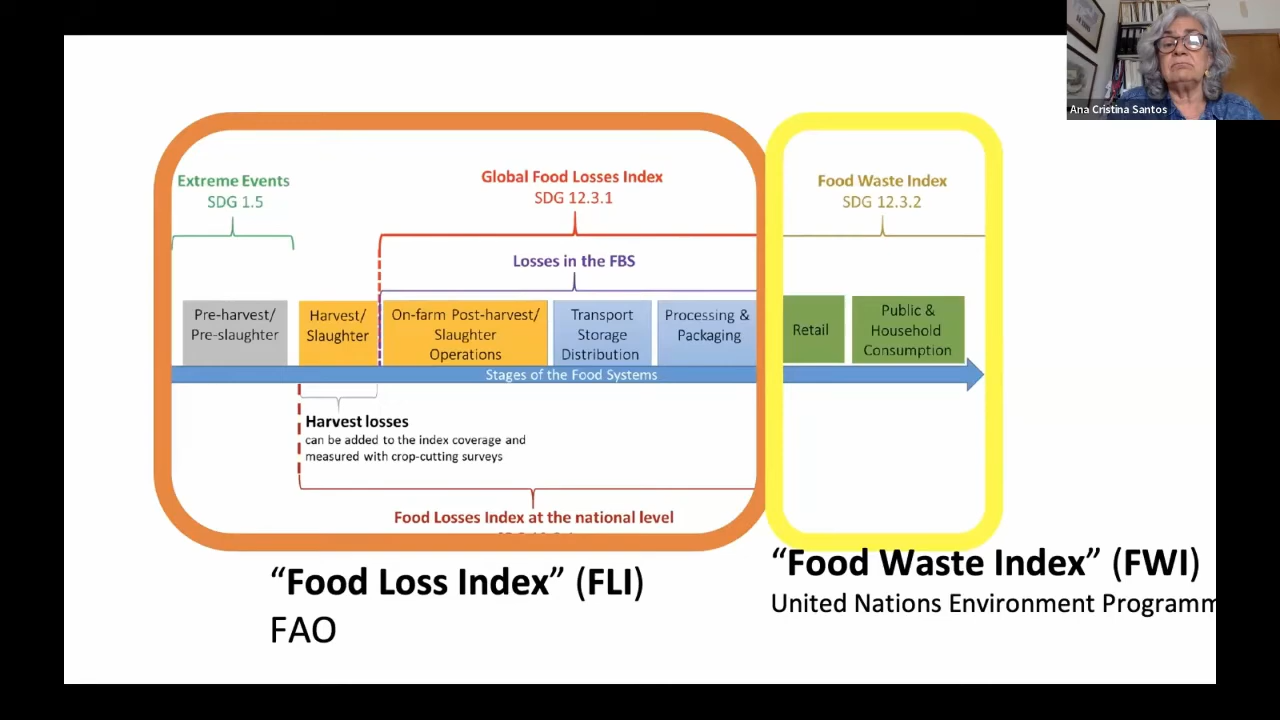 Ana Cristina Santos
Extreme Events
SDG 1.5
Global Food Losses Index
SDG 12.3.1
Food Waste Index
SDG 12.3.2
Losses in the FBS
Pre-harvest/
Pre-slaughter
Harvest/
Slaughter
On-farm Post-harvest/
Slaughter
Operations
Transport
Storage
Distribution
Processing &
Packaging
Retail
Public &
Household
Consumption
Stages of the Food Systems
Harvest losses
can be added to the index coverage and
measured with crop-cutting surveys
Food Losses Index at the national level
“Food Loss Index” (FLI)
FAO
“Food Waste Index” (FWI)
United Nations Environment Programm